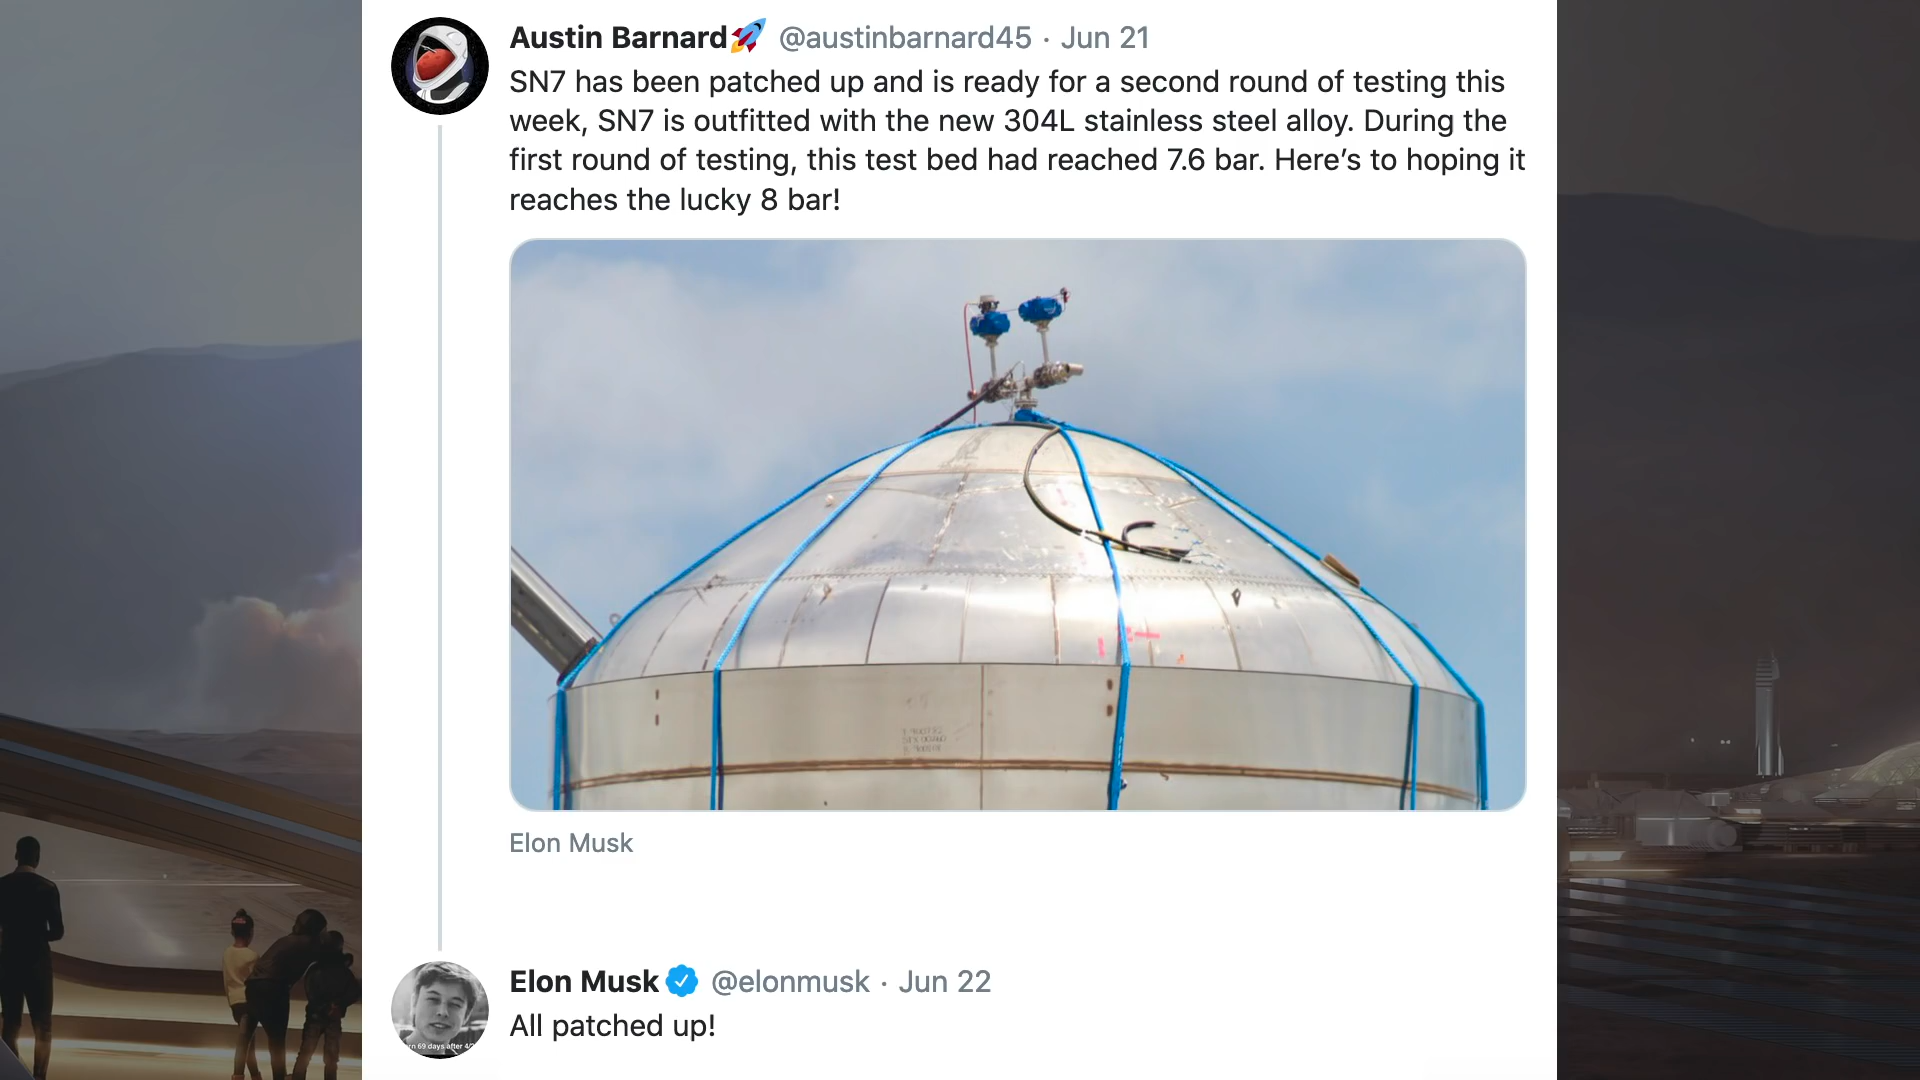 Austin Barnard🚀 @austinbarnard45 · Jun 21
SN7 has been patched up and is ready for a second round of testing this
week, SN7 is outfitted with the new 304L stainless steel alloy. During the
first round of testing, this test bed had reached 7.6 bar. Here’s to hoping it
reaches the lucky 8 bar!
Elon Musk
Elon Musk @elonmusk · Jun 22
All patched up!
69 days after